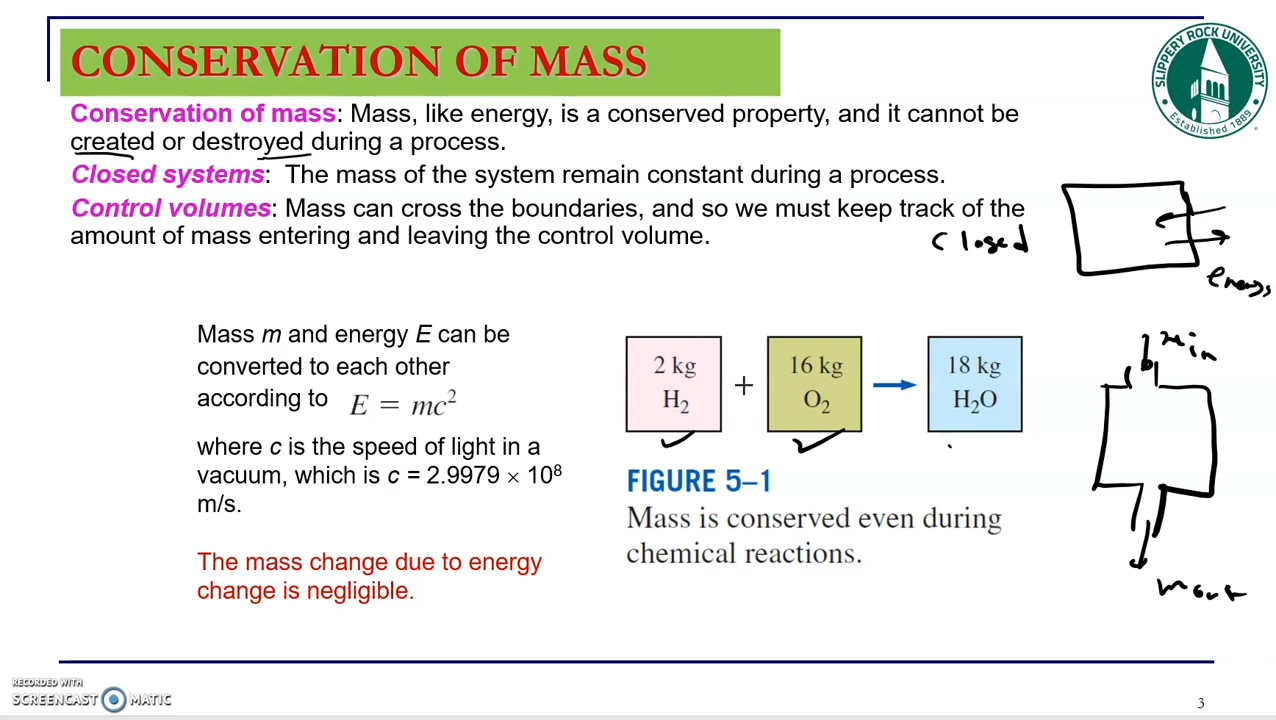 CONSERVATION OF MASS
SLIPPERY ROCK UNIVERSITY
Established 1889
Conservation of mass: Mass, like energy, is a conserved property, and it cannot be
created or destroyed during a process.
Closed systems: The mass of the system remain constant during a process.
Control volumes: Mass can cross the boundaries, and so we must keep track of the
amount of mass entering and leaving the control volume.
Closed
energy
Mass m and energy E can be
converted to each other
according to E = mc²
where c is the speed of light in a
vacuum, which is c = 2.9979 × 10⁸
m/s.
The mass change due to energy
change is negligible.
2 kg
H₂
+
16 kg
O₂
18 kg
H₂O
FIGURE 5–1
Mass is conserved even during
chemical reactions.
min
mout
RECORDED WITH
SCREENCAST MATIC
3